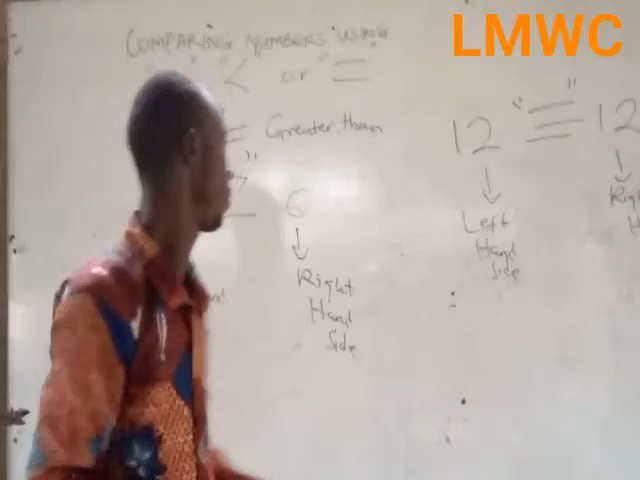 LMWC
COMPARING NUMBERS USING
< or =
= Greater than
12 "≡" 12
6
Left
Hand
Side
Right
Hand
Side